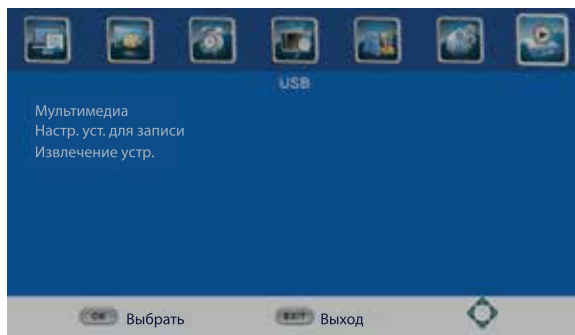 USB
Мультимедиа
Настр. уст. для записи
Извлечение устр.
OK Выбрать EXIT Выход